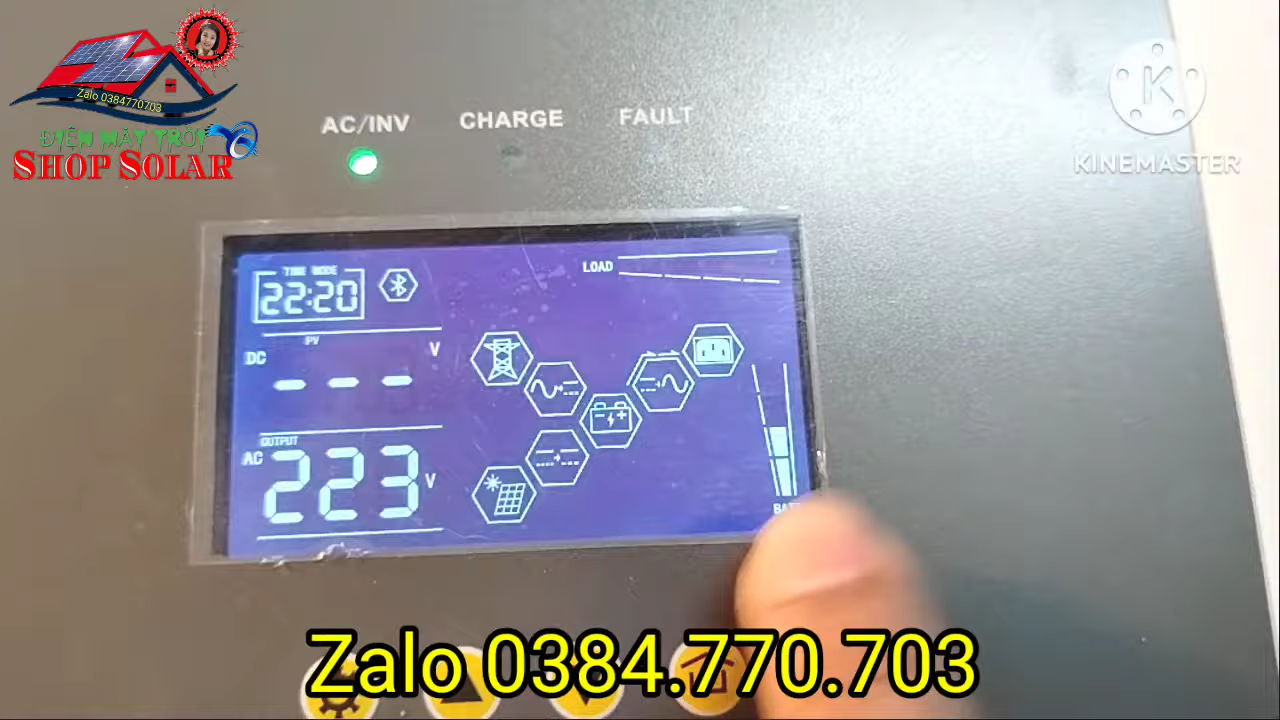 Zalo 0384770703
ĐIỆN MẶT TRỜI
SHOP SOLAR
KINEMASTER
AC/INV CHARGE FAULT
TIME MODE
22:20
LOAD
PV
DC V
---
OUTPUT
AC 223 V
Zalo 0384.770.703